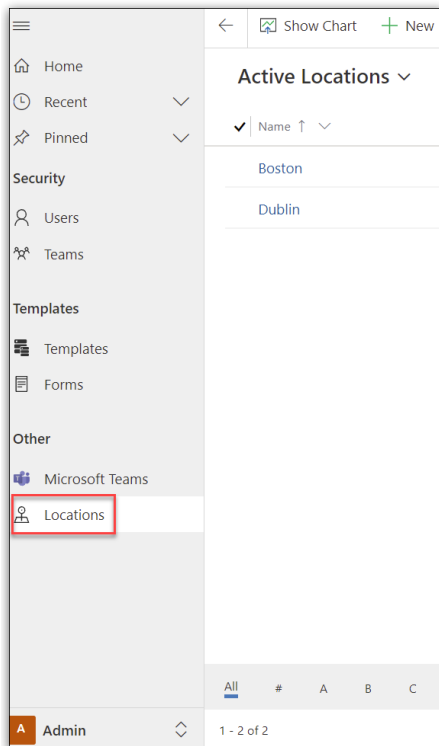 Home
Recent
Pinned
Security
Users
Teams
Templates
Templates
Forms
Other
Microsoft Teams
Locations
A Admin
Show Chart New
Active Locations
Name
Boston
Dublin
All # A B C
1 - 2 of 2